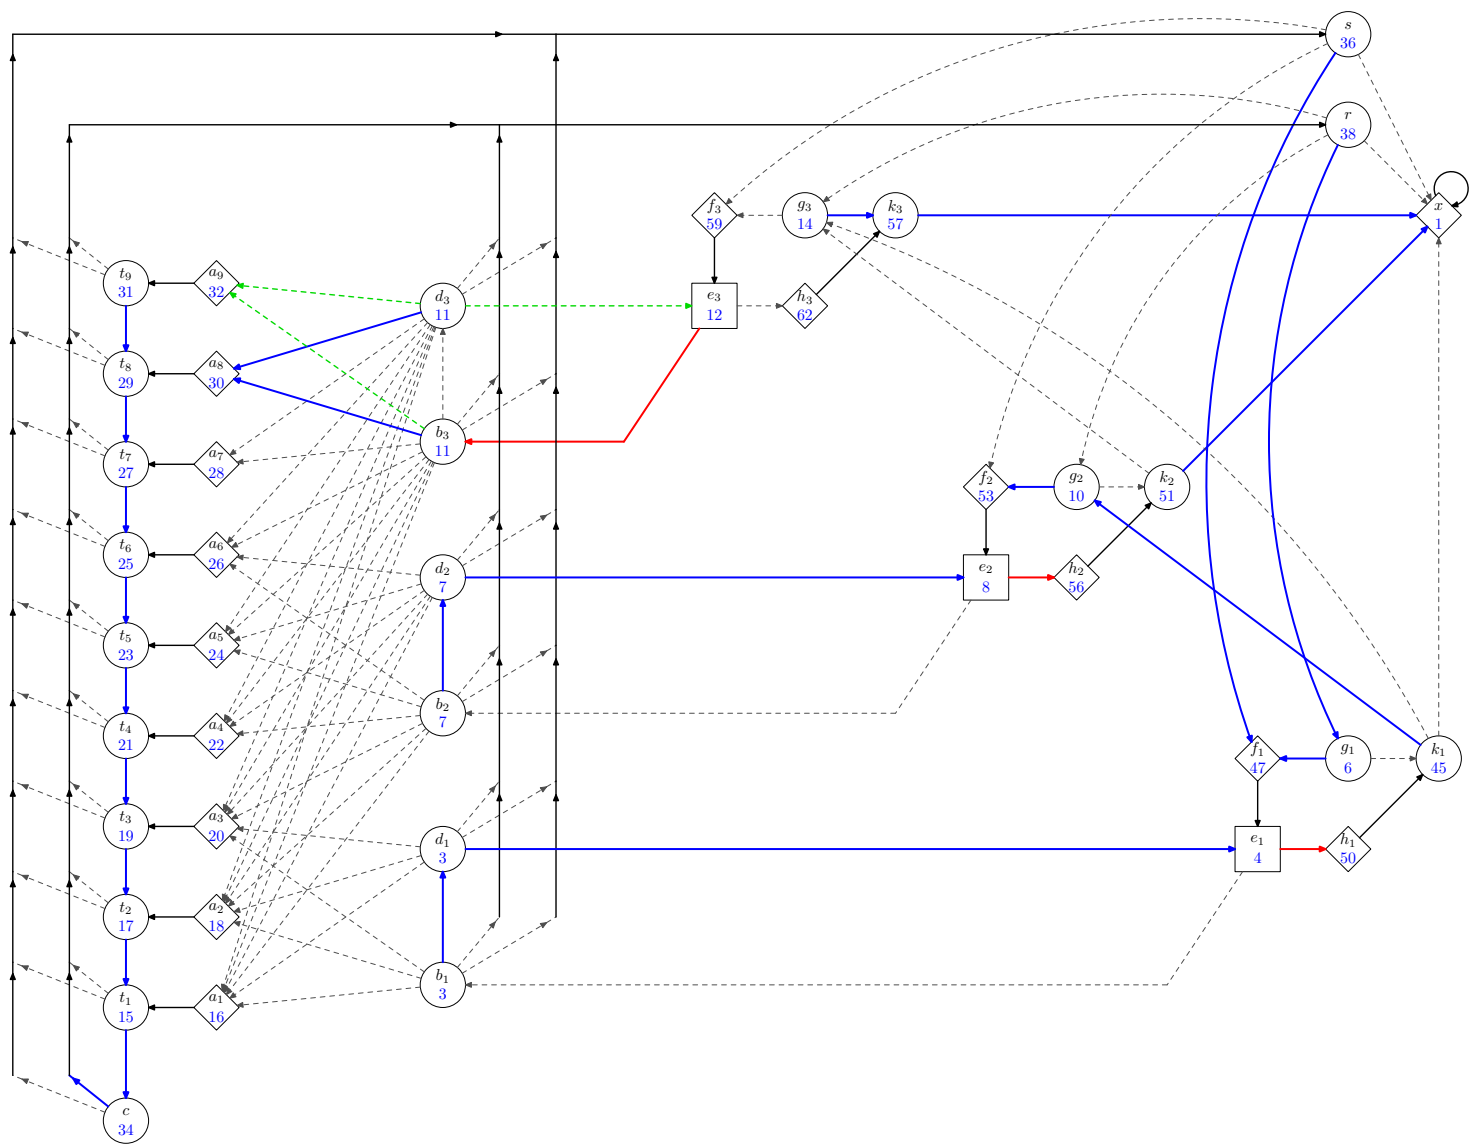 s
36
r
38
f₃
59
g₃
14
k₃
57
x
1
t₉
31
a₉
32
d₃
11
e₃
12
h₃
62
t₈
29
a₈
30
b₃
11
t₇
27
a₇
28
f₂
53
g₂
10
k₂
51
t₆
25
a₆
26
d₂
7
e₂
8
h₂
56
t₅
23
a₅
24
b₂
7
t₄
21
a₄
22
f₁
47
g₁
6
k₁
45
t₃
19
a₃
20
d₁
3
e₁
4
h₁
50
t₂
17
a₂
18
b₁
3
t₁
15
a₁
16
c
34